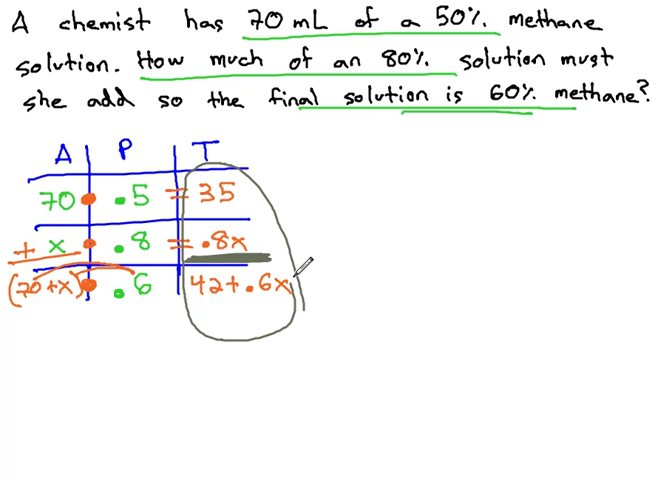 A chemist has 70 mL of a 50% methane
solution. How much of an 80% solution must
she add so the final solution is 60% methane?
A P T
70 • .5 = 35
+ x • .8 = .8x
(70+x) • .6 42+.6x